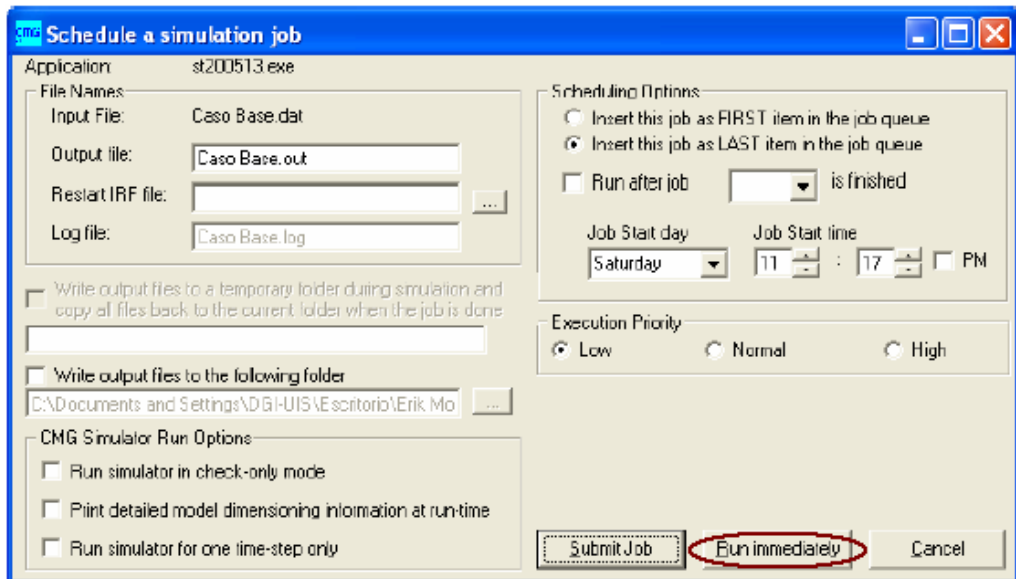 CMG Schedule a simulation job
Application: st200513.exe
File Names
Input File: Caso Base.dat
Output file: Caso Base.out
Restart IRF file: ...
Log file: Caso Base.log
Write output files to a temporary folder during simulation and
copy all files back to the current folder when the job is done
Write output files to the following folder
C:\Documents and Settings\DGI-UIS\Escritorio\Erik Mo ...
CMG Simulator Run Options
Run simulator in check-only mode
Print detailed model dimensioning information at run-time
Run simulator for one time-step only
Scheduling Options
Insert this job as FIRST item in the job queue
Insert this job as LAST item in the job queue
Run after job is finished
Job Start day Job Start time
Saturday 11 : 17 PM
Execution Priority
Low Normal High
Submit Job Run immediately Cancel